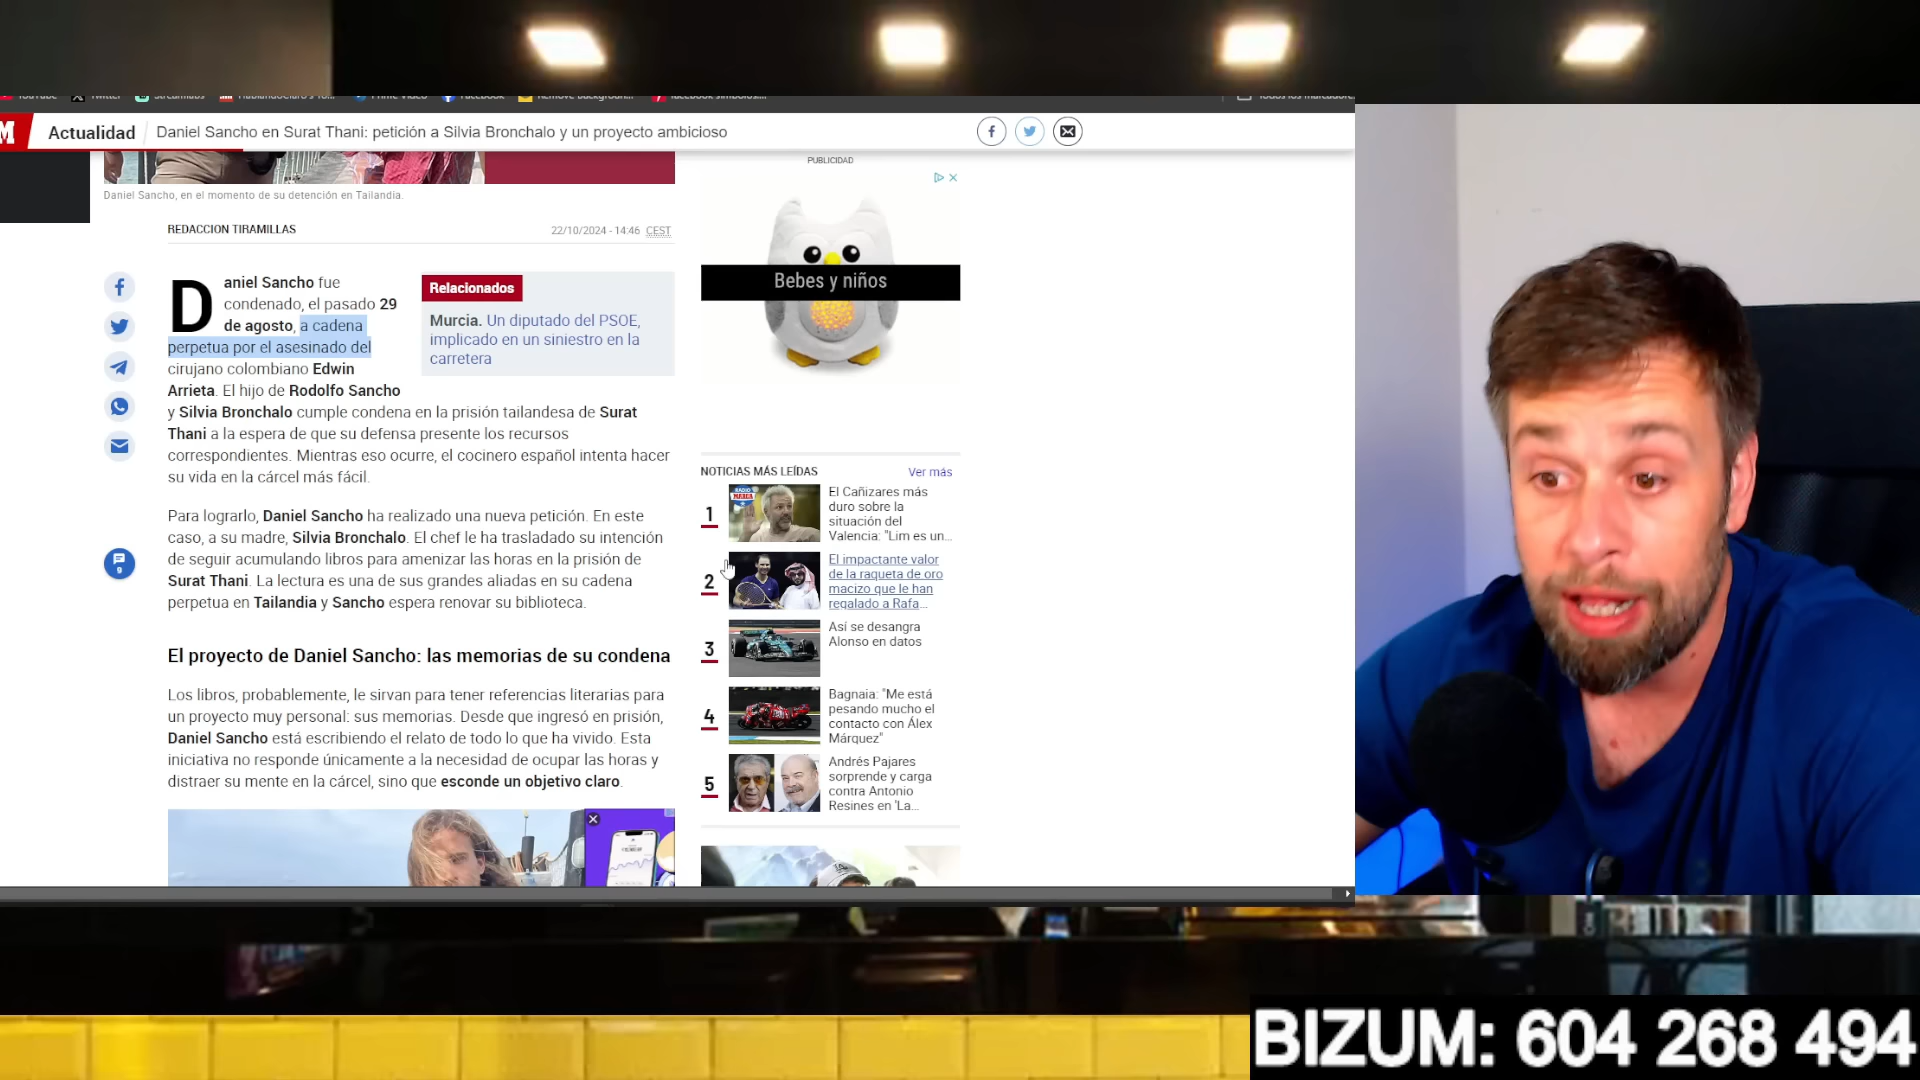 YouTube
Twitter
Streamlabs
Prime Video
Facebook
Todos los marcadores
M
Actualidad
Daniel Sancho en Surat Thani: petición a Silvia Bronchalo y un proyecto ambicioso
Daniel Sancho, en el momento de su detención en Tailandia.
REDACCION TIRAMILLAS
22/10/2024 - 14:46 CEST
Daniel Sancho fue
condenado, el pasado 29
de agosto, a cadena
perpetua por el asesinado del
cirujano colombiano Edwin
Arrieta. El hijo de Rodolfo Sancho
y Silvia Bronchalo cumple condena en la prisión tailandesa de Surat
Thani a la espera de que su defensa presente los recursos
correspondientes. Mientras eso ocurre, el cocinero español intenta hacer
su vida en la cárcel más fácil.
Relacionados
Murcia. Un diputado del PSOE,
implicado en un siniestro en la
carretera
Para lograrlo, Daniel Sancho ha realizado una nueva petición. En este
caso, a su madre, Silvia Bronchalo. El chef le ha trasladado su intención
de seguir acumulando libros para amenizar las horas en la prisión de
Surat Thani. La lectura es una de sus grandes aliadas en su cadena
perpetua en Tailandia y Sancho espera renovar su biblioteca.
9
El proyecto de Daniel Sancho: las memorias de su condena
Los libros, probablemente, le sirvan para tener referencias literarias para
un proyecto muy personal: sus memorias. Desde que ingresó en prisión,
Daniel Sancho está escribiendo el relato de todo lo que ha vivido. Esta
iniciativa no responde únicamente a la necesidad de ocupar las horas y
distraer su mente en la cárcel, sino que esconde un objetivo claro.
PUBLICIDAD
Bebes y niños
NOTICIAS MÁS LEÍDAS
Ver más
1
RADIO
MARCA
El Cañizares más
duro sobre la
situación del
Valencia: "Lim es un...
2
El impactante valor
de la raqueta de oro
macizo que le han
regalado a Rafa...
3
Así se desangra
Alonso en datos
4
Bagnaia: "Me está
pesando mucho el
contacto con Álex
Márquez"
5
Andrés Pajares
sorprende y carga
contra Antonio
Resines en 'La...
BIZUM: 604 268 494